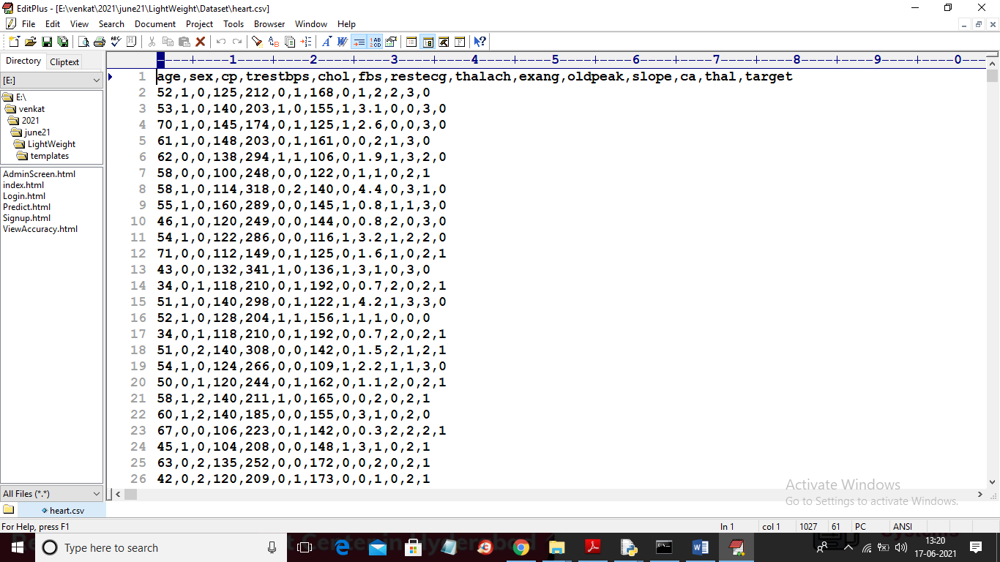 EditPlus - [E:\venkat\2021\june21\LightWeight\Dataset\heart.csv]
File Edit View Search Document Project Tools Browser Window Help
Directory Cliptext
[E:]
E:\
venkat
2021
june21
LightWeight
templates
AdminScreen.html
index.html
Login.html
Predict.html
Signup.html
ViewAccuracy.html
All Files (*.*)
----+----1----+----2----+----3----+----4----+----5----+----6----+----7----+----8----+----9----+----0----+--
1 age,sex,cp,trestbps,chol,fbs,restecg,thalach,exang,oldpeak,slope,ca,thal,target
2 52,1,0,125,212,0,1,168,0,1,2,2,3,0
3 53,1,0,140,203,1,0,155,1,3.1,0,0,3,0
4 70,1,0,145,174,0,1,125,1,2.6,0,0,3,0
5 61,1,0,148,203,0,1,161,0,0,2,1,3,0
6 62,0,0,138,294,1,1,106,0,1.9,1,3,2,0
7 58,0,0,100,248,0,0,122,0,1,1,0,2,1
8 58,1,0,114,318,0,2,140,0,4.4,0,3,1,0
9 55,1,0,160,289,0,0,145,1,0.8,1,1,3,0
10 46,1,0,120,249,0,0,144,0,0.8,2,0,3,0
11 54,1,0,122,286,0,0,116,1,3.2,1,2,2,0
12 71,0,0,112,149,0,1,125,0,1.6,1,0,2,1
13 43,0,0,132,341,1,0,136,1,3,1,0,3,0
14 34,0,1,118,210,0,1,192,0,0.7,2,0,2,1
15 51,1,0,140,298,0,1,122,1,4.2,1,3,3,0
16 52,1,0,128,204,1,1,156,1,1,1,0,0,0
17 34,0,1,118,210,0,1,192,0,0.7,2,0,2,1
18 51,0,2,140,308,0,0,142,0,1.5,2,1,2,1
19 54,1,0,124,266,0,0,109,1,2.2,1,1,3,0
20 50,0,1,120,244,0,1,162,0,1.1,2,0,2,1
21 58,1,2,140,211,1,0,165,0,0,2,0,2,1
22 60,1,2,140,185,0,0,155,0,3,1,0,2,0
23 67,0,0,106,223,0,1,142,0,0.3,2,2,2,1
24 45,1,0,104,208,0,0,148,1,3,1,0,2,1
25 63,0,2,135,252,0,0,172,0,0,2,0,2,1
26 42,0,2,120,209,0,1,173,0,0,1,0,2,1
Activate Windows
Go to Settings to activate Windows.
heart.csv
For Help, press F1 ln 1 col 1 1027 61 PC ANSI
Type here to search
13:20
17-06-2021